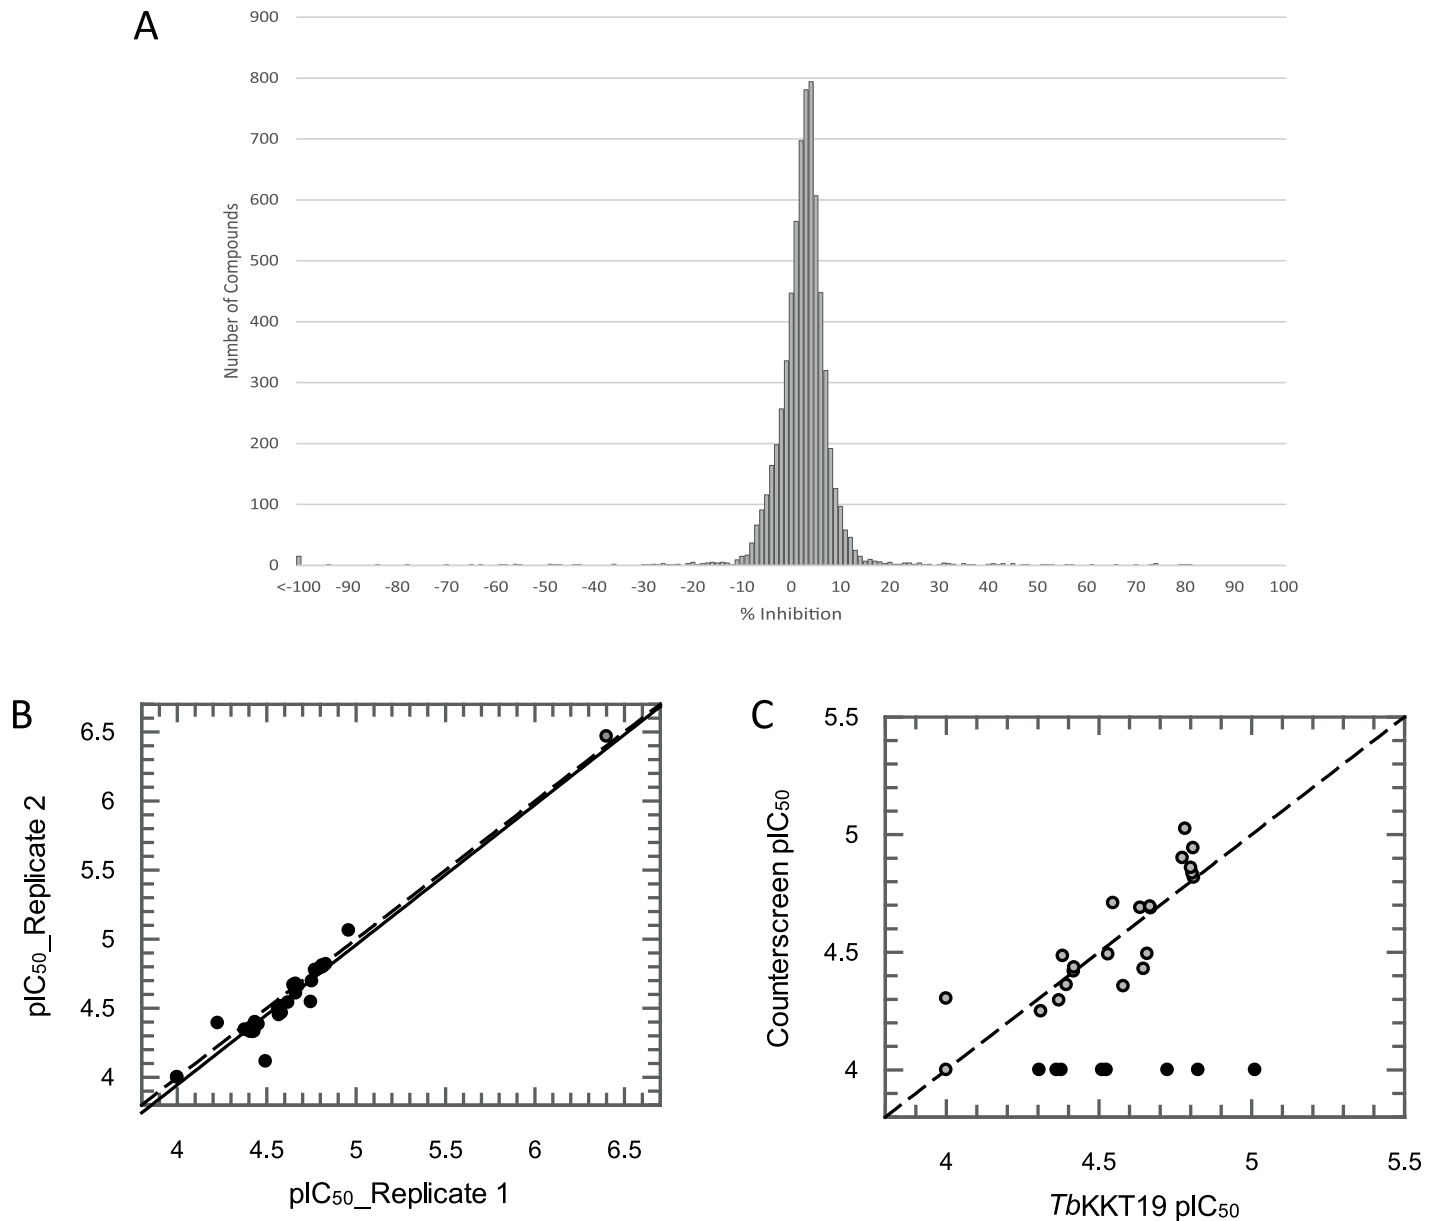 A
900
800
700
600
500
400
300
200
100
0
Number of Compounds
<-100 -90 -80 -70 -60 -50 -40 -30 -20 -10 0 10 20 30 40 50 60 70 80 90 100
% Inhibition
B
6.5
6
5.5
5
4.5
4
pIC50_Replicate 2
4 4.5 5 5.5 6 6.5
pIC50_Replicate 1
C
5.5
5
4.5
4
Counterscreen pIC50
4 4.5 5 5.5
TbKKT19 pIC50